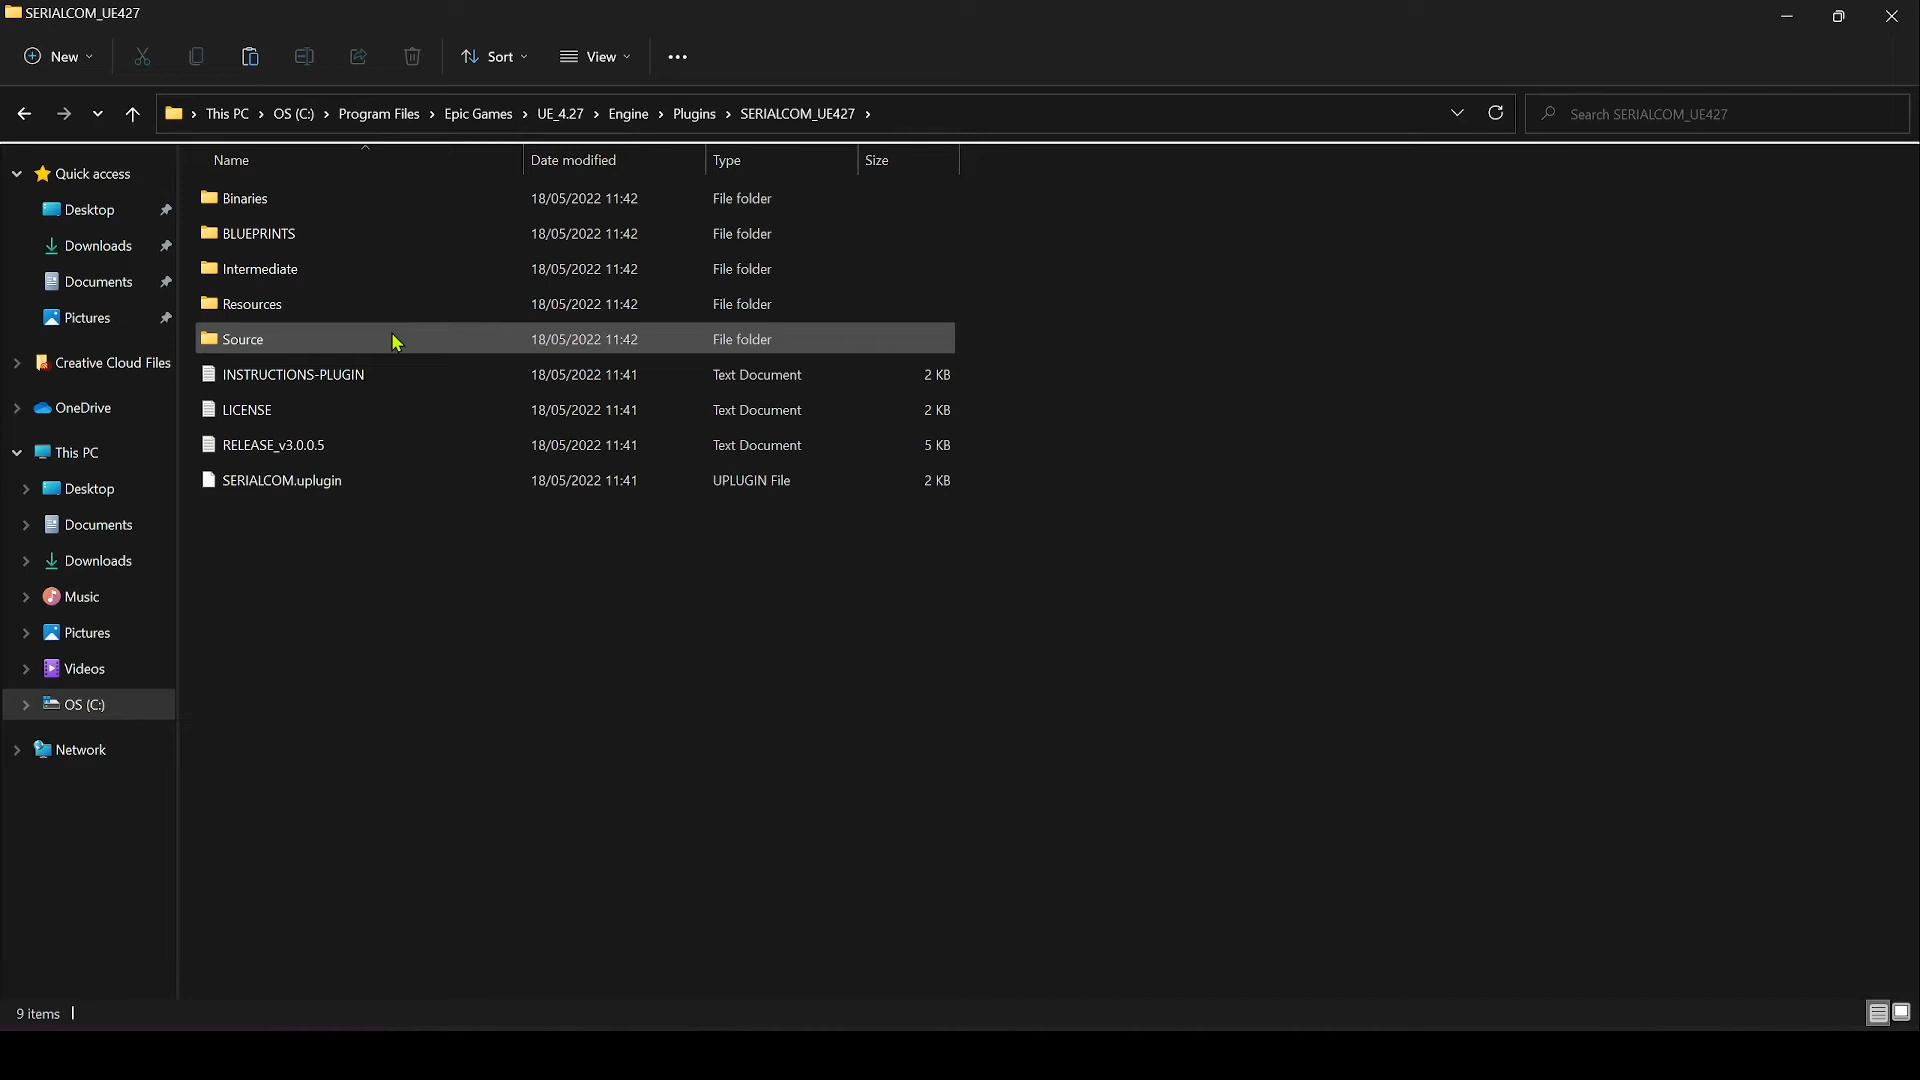 SERIALCOM_UE427
New Sort View
This PC > OS (C:) > Program Files > Epic Games > UE_4.27 > Engine > Plugins > SERIALCOM_UE427 >
Search SERIALCOM_UE427
Name Date modified Type Size
Quick access
Desktop
Downloads
Documents
Pictures
Creative Cloud Files
OneDrive
This PC
Desktop
Documents
Downloads
Music
Pictures
Videos
OS (C:)
Network
Binaries 18/05/2022 11:42 File folder
BLUEPRINTS 18/05/2022 11:42 File folder
Intermediate 18/05/2022 11:42 File folder
Resources 18/05/2022 11:42 File folder
Source 18/05/2022 11:42 File folder
INSTRUCTIONS-PLUGIN 18/05/2022 11:41 Text Document 2 KB
LICENSE 18/05/2022 11:41 Text Document 2 KB
RELEASE_v3.0.0.5 18/05/2022 11:41 Text Document 5 KB
SERIALCOM.uplugin 18/05/2022 11:41 UPLUGIN File 2 KB
9 items